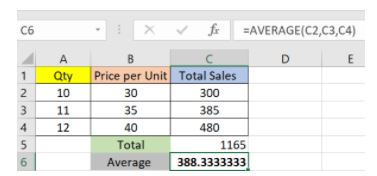 C6 fx =AVERAGE(C2,C3,C4)
A B C D E
1 Qty Price per Unit Total Sales
2 10 30 300
3 11 35 385
4 12 40 480
5 Total 1165
6 Average 388.3333333